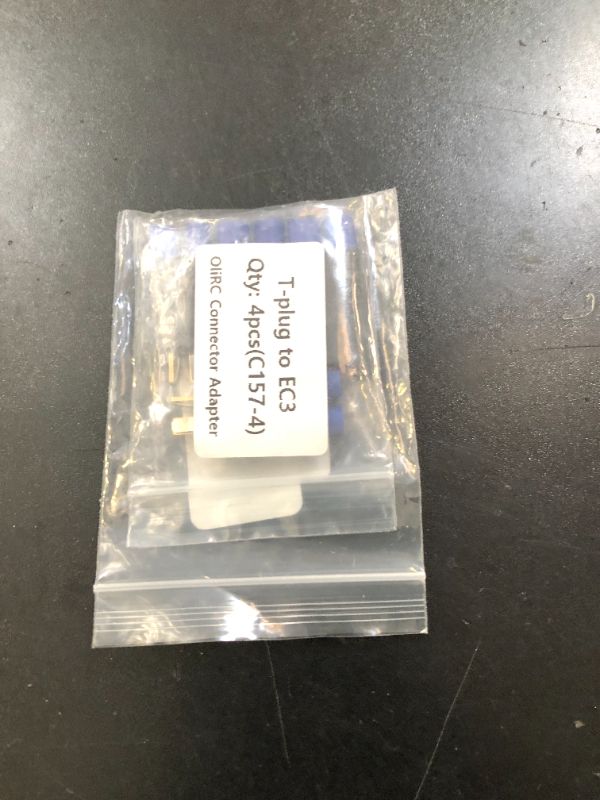 T-plug to EC3
Qty: 4pcs(C157-4)
OliRC Connector Adapter